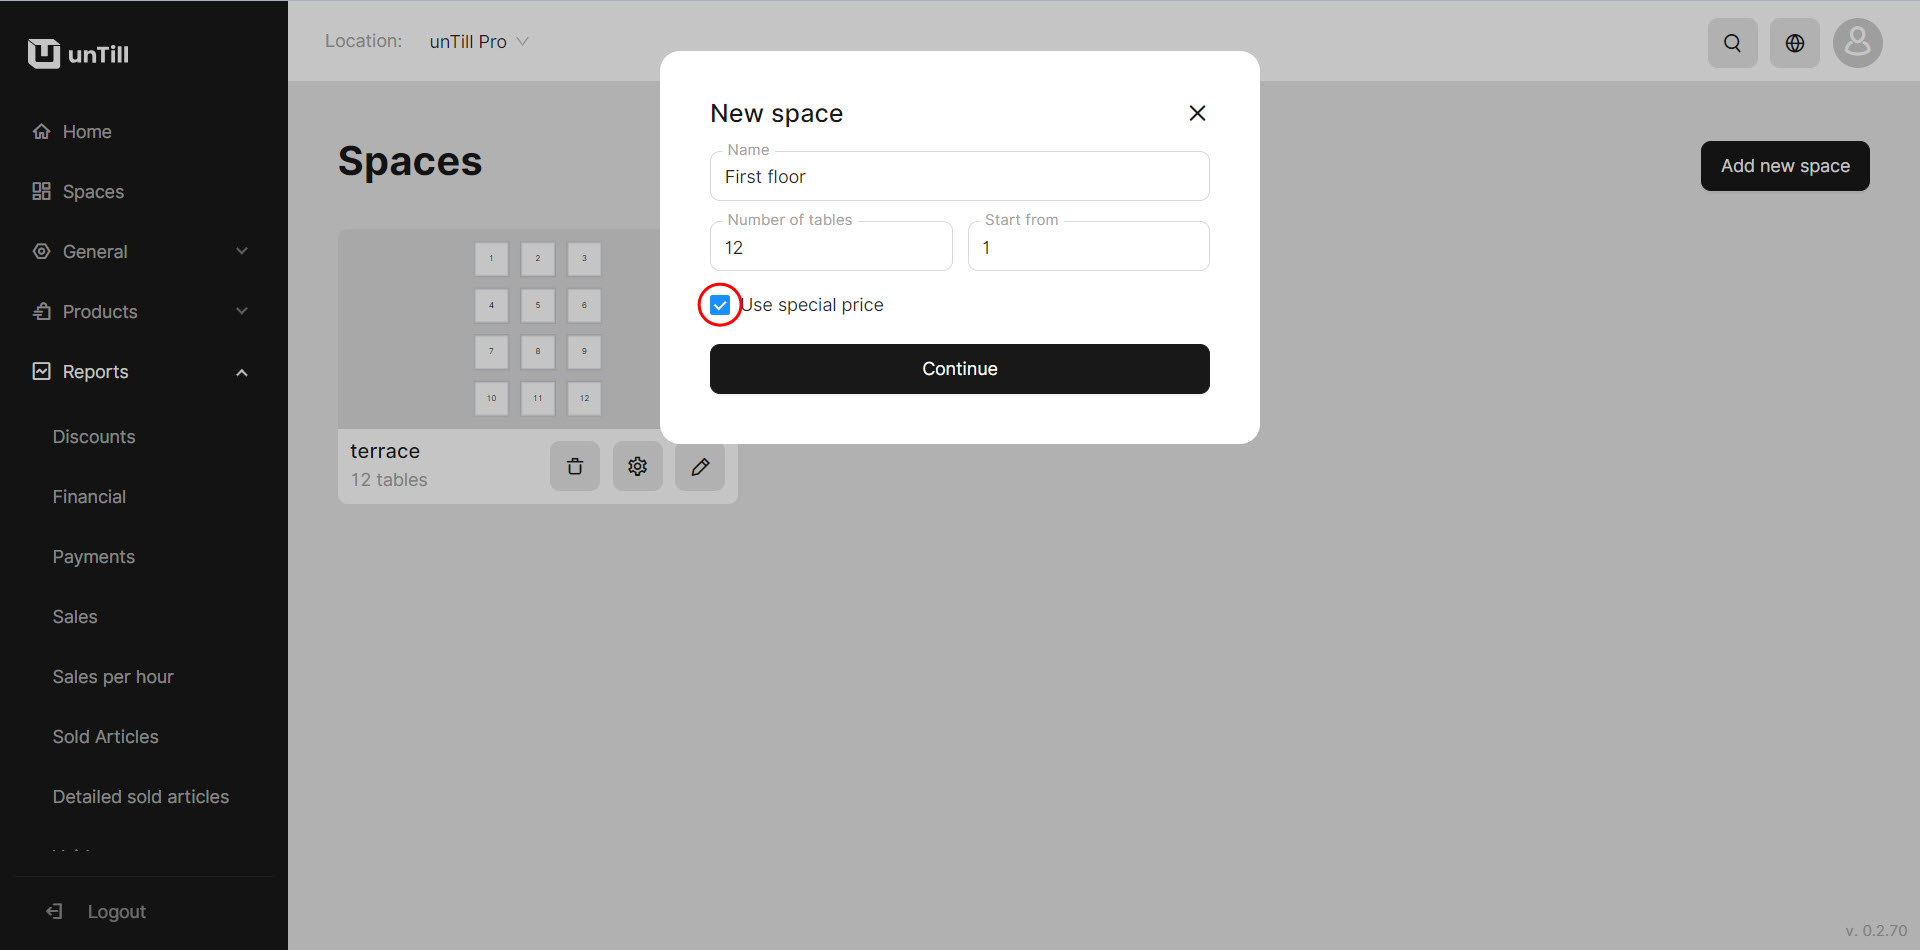 unTill
Location: unTill Pro
Home
Spaces
General
Products
Reports
Discounts
Financial
Payments
Sales
Sales per hour
Sold Articles
Detailed sold articles
Logout
Spaces
Add new space
1 2 3
4 5 6
7 8 9
10 11 12
terrace
12 tables
New space
Name
First floor
Number of tables
12
Start from
1
Use special price
Continue
v. 0.2.70